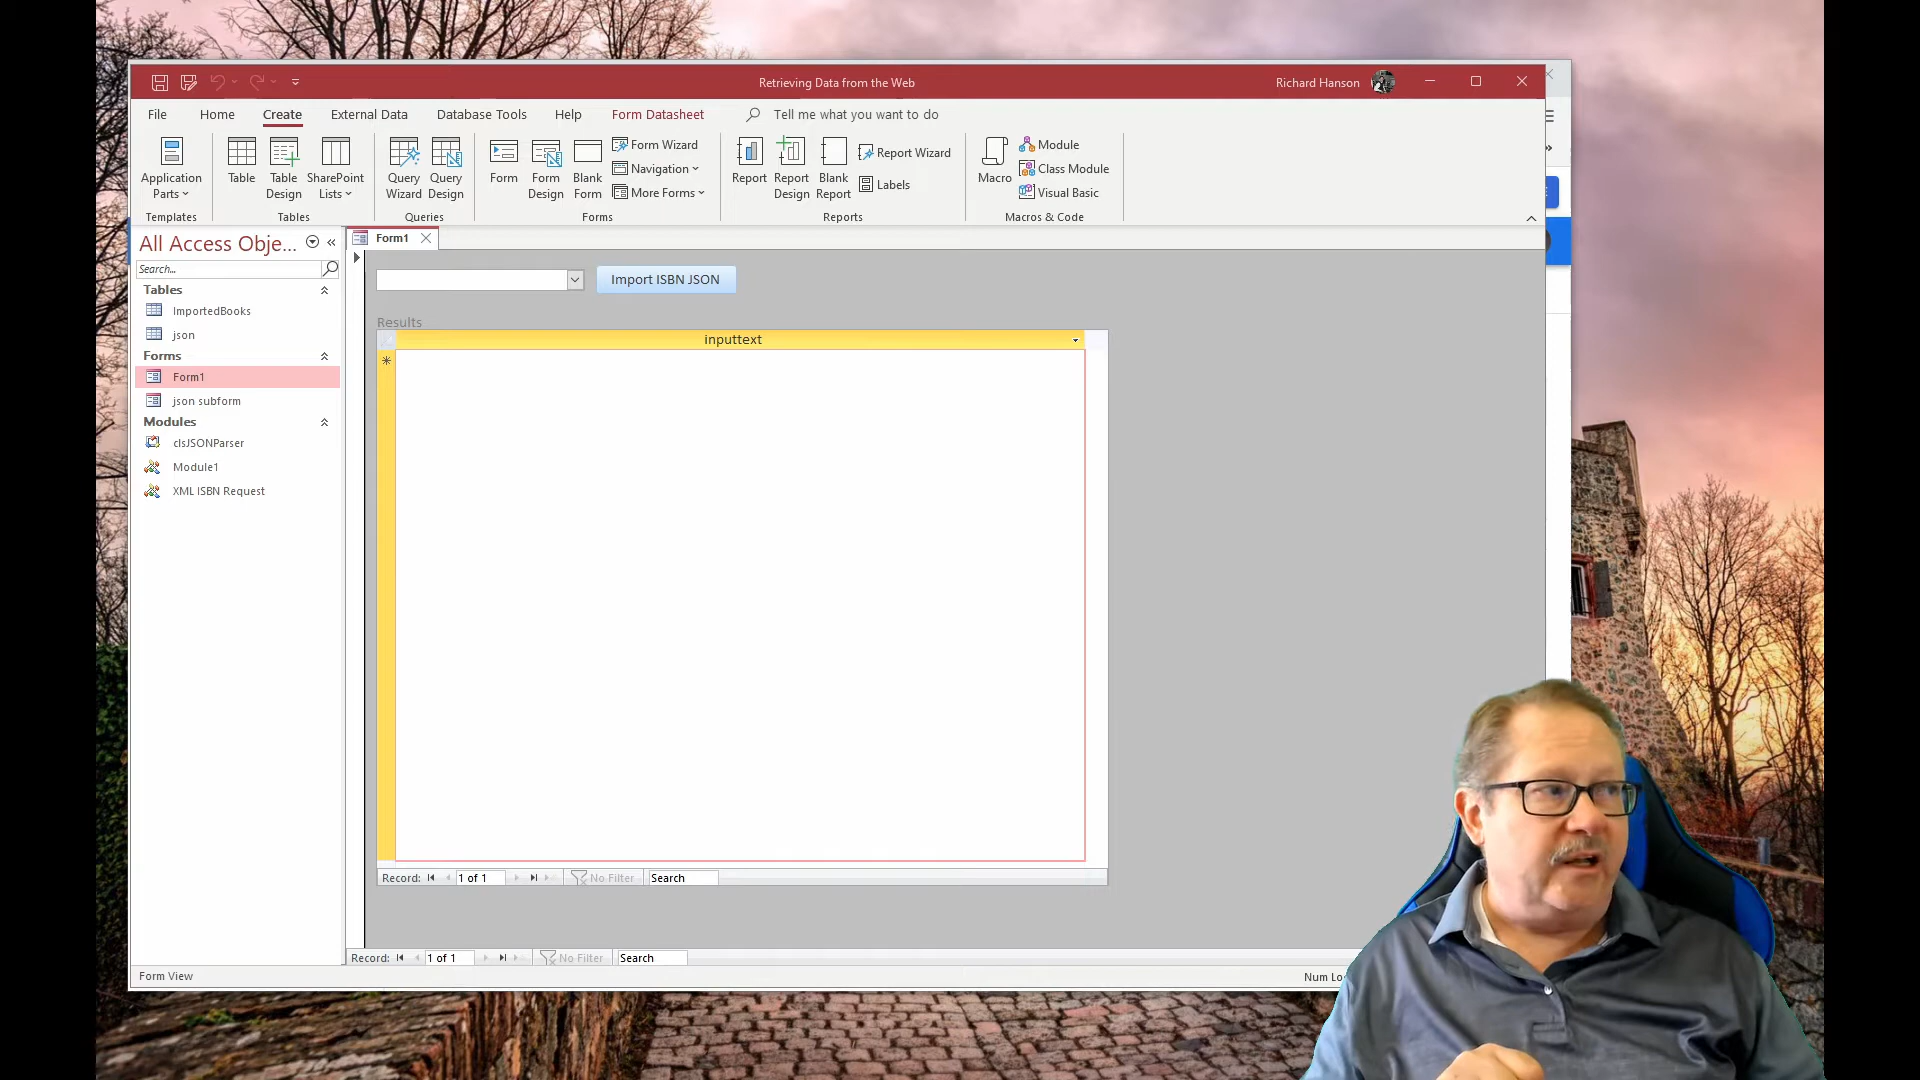 Retrieving Data from the Web
Richard Hanson
File Home Create External Data Database Tools Help Form Datasheet Tell me what you want to do
Application Parts
Table
Table Design
SharePoint Lists
Query Wizard
Query Design
Form
Form Design
Blank Form
Form Wizard
Navigation
More Forms
Report
Report Design
Blank Report
Report Wizard
Labels
Macro
Module
Class Module
Visual Basic
Templates Tables Queries Forms Reports Macros & Code
All Access Obje...
Search...
Tables
ImportedBooks
json
Forms
Form1
json subform
Modules
clsJSONParser
Module1
XML ISBN Request
Form1
Import ISBN JSON
Results
inputtext
Record: 1 of 1 No Filter Search
Record: 1 of 1 No Filter Search
Form View
Num Lo